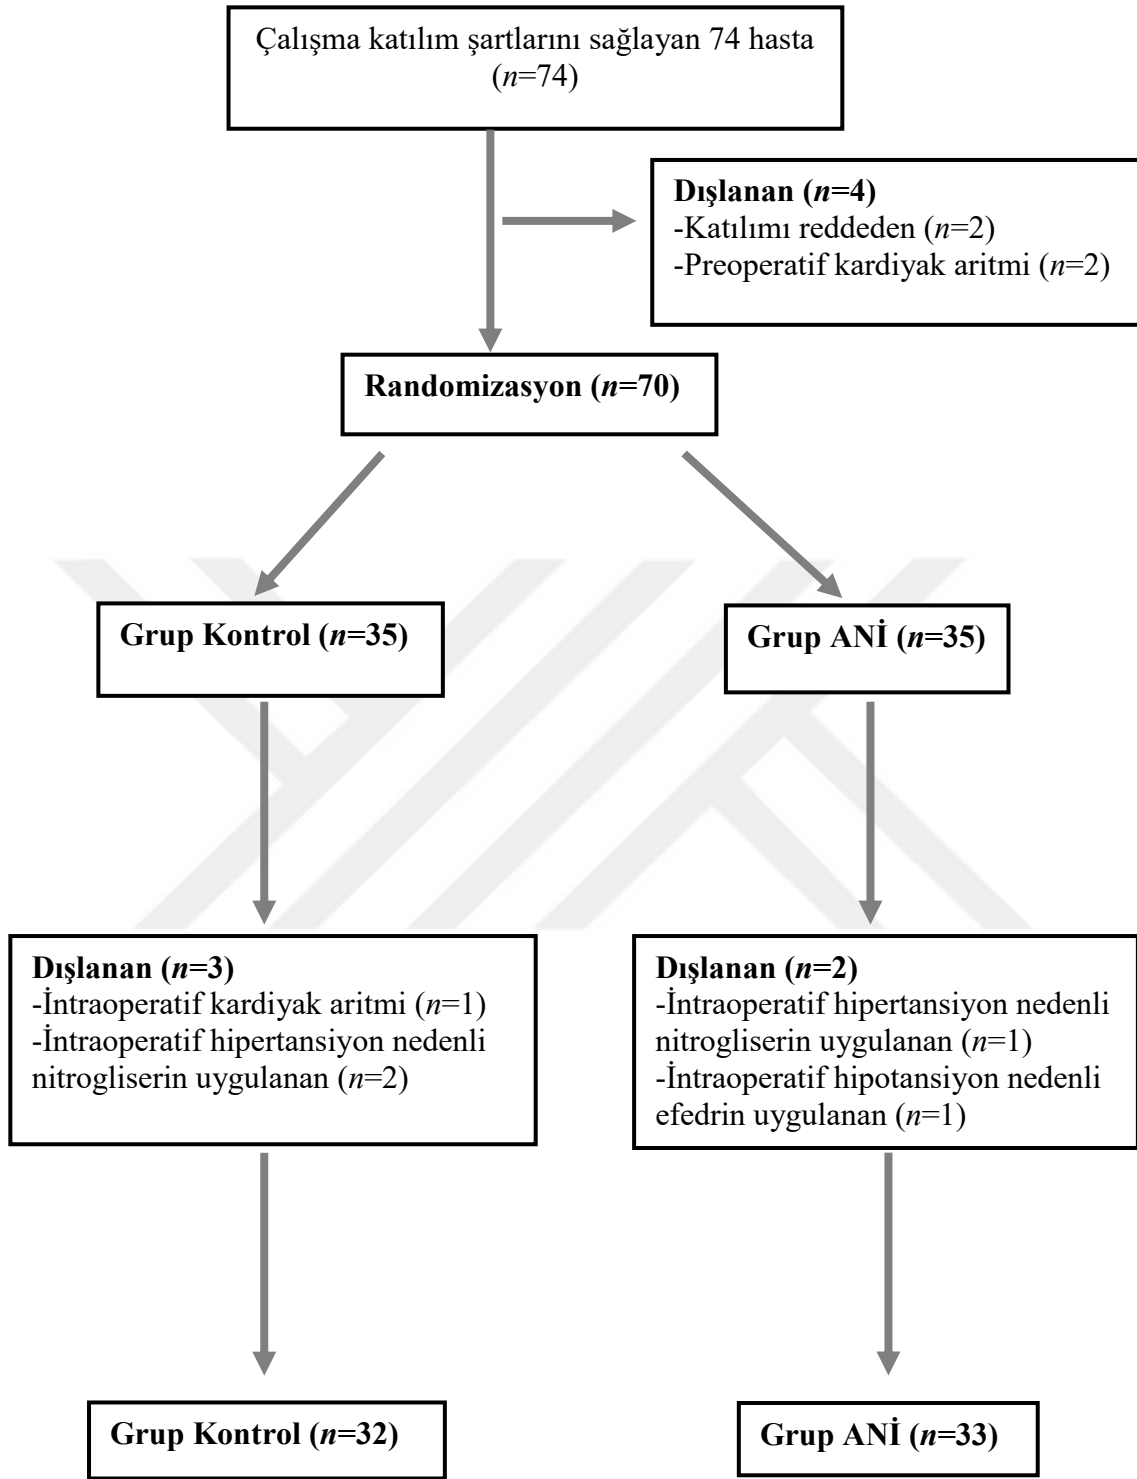 Çalışma katılım şartlarını sağlayan 74 hasta
(n=74)
Dışlanan (n=4)
-Katılımı reddeden (n=2)
-Preoperatif kardiyak aritmi (n=2)
Randomizasyon (n=70)
Grup Kontrol (n=35)
Grup ANİ (n=35)
Dışlanan (n=3)
-İntraoperatif kardiyak aritmi (n=1)
-İntraoperatif hipertansiyon nedenli
nitrogliserin uygulanan (n=2)
Dışlanan (n=2)
-İntraoperatif hipertansiyon nedenli
nitrogliserin uygulanan (n=1)
-İntraoperatif hipotansiyon nedenli
efedrin uygulanan (n=1)
Grup Kontrol (n=32)
Grup ANİ (n=33)